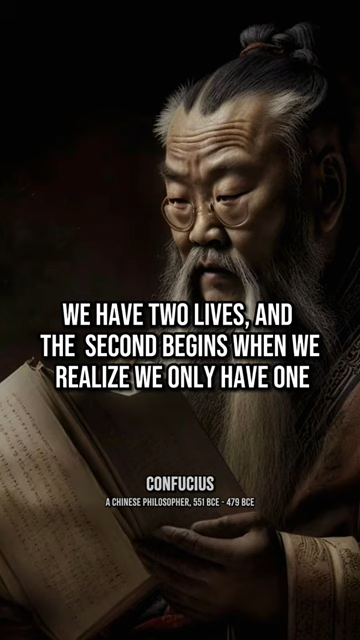 WE HAVE TWO LIVES, AND
THE SECOND BEGINS WHEN WE
REALIZE WE ONLY HAVE ONE
CONFUCIUS
A CHINESE PHILOSOPHER, 551 BCE - 479 BCE